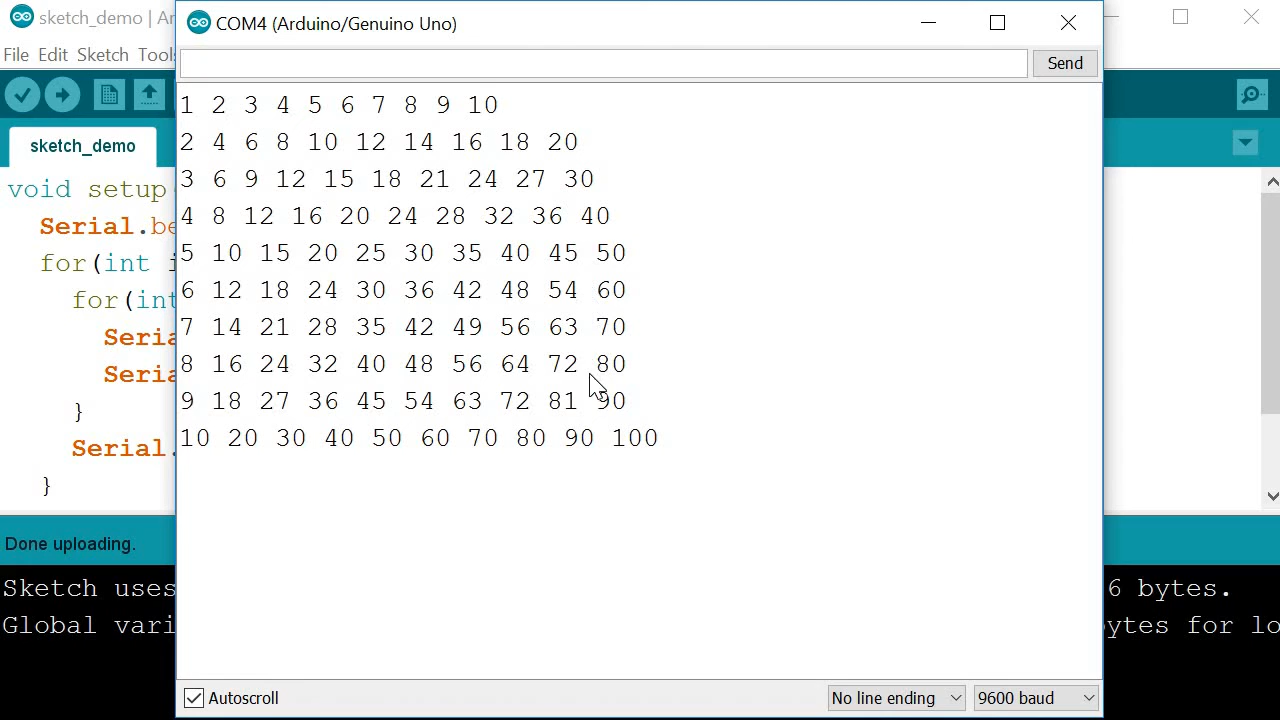 sketch_demo | Ar
COM4 (Arduino/Genuino Uno)
File Edit Sketch Tools
Send
sketch_demo
1 2 3 4 5 6 7 8 9 10
2 4 6 8 10 12 14 16 18 20
3 6 9 12 15 18 21 24 27 30
4 8 12 16 20 24 28 32 36 40
5 10 15 20 25 30 35 40 45 50
6 12 18 24 30 36 42 48 54 60
7 14 21 28 35 42 49 56 63 70
8 16 24 32 40 48 56 64 72 80
9 18 27 36 45 54 63 72 81 90
10 20 30 40 50 60 70 80 90 100
void setup(
Serial.be
for(int i
for(int
Seria
Seria
}
Serial.
}
Done uploading.
Sketch uses
6 bytes.
Global vari
ytes for lo
Autoscroll
No line ending
9600 baud